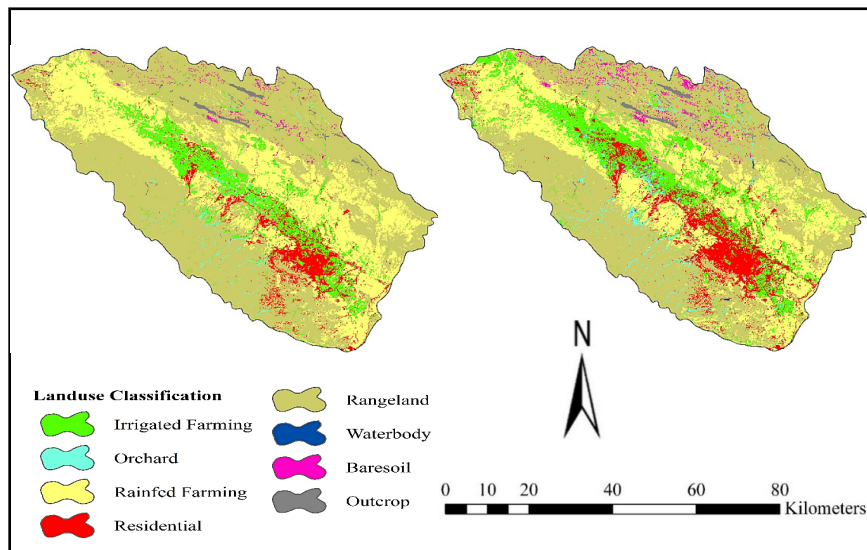 N
Landuse Classification
Irrigated Farming
Orchard
Rainfed Farming
Residential
Rangeland
Waterbody
Baresoil
Outcrop
0 10 20 40 60 80
Kilometers